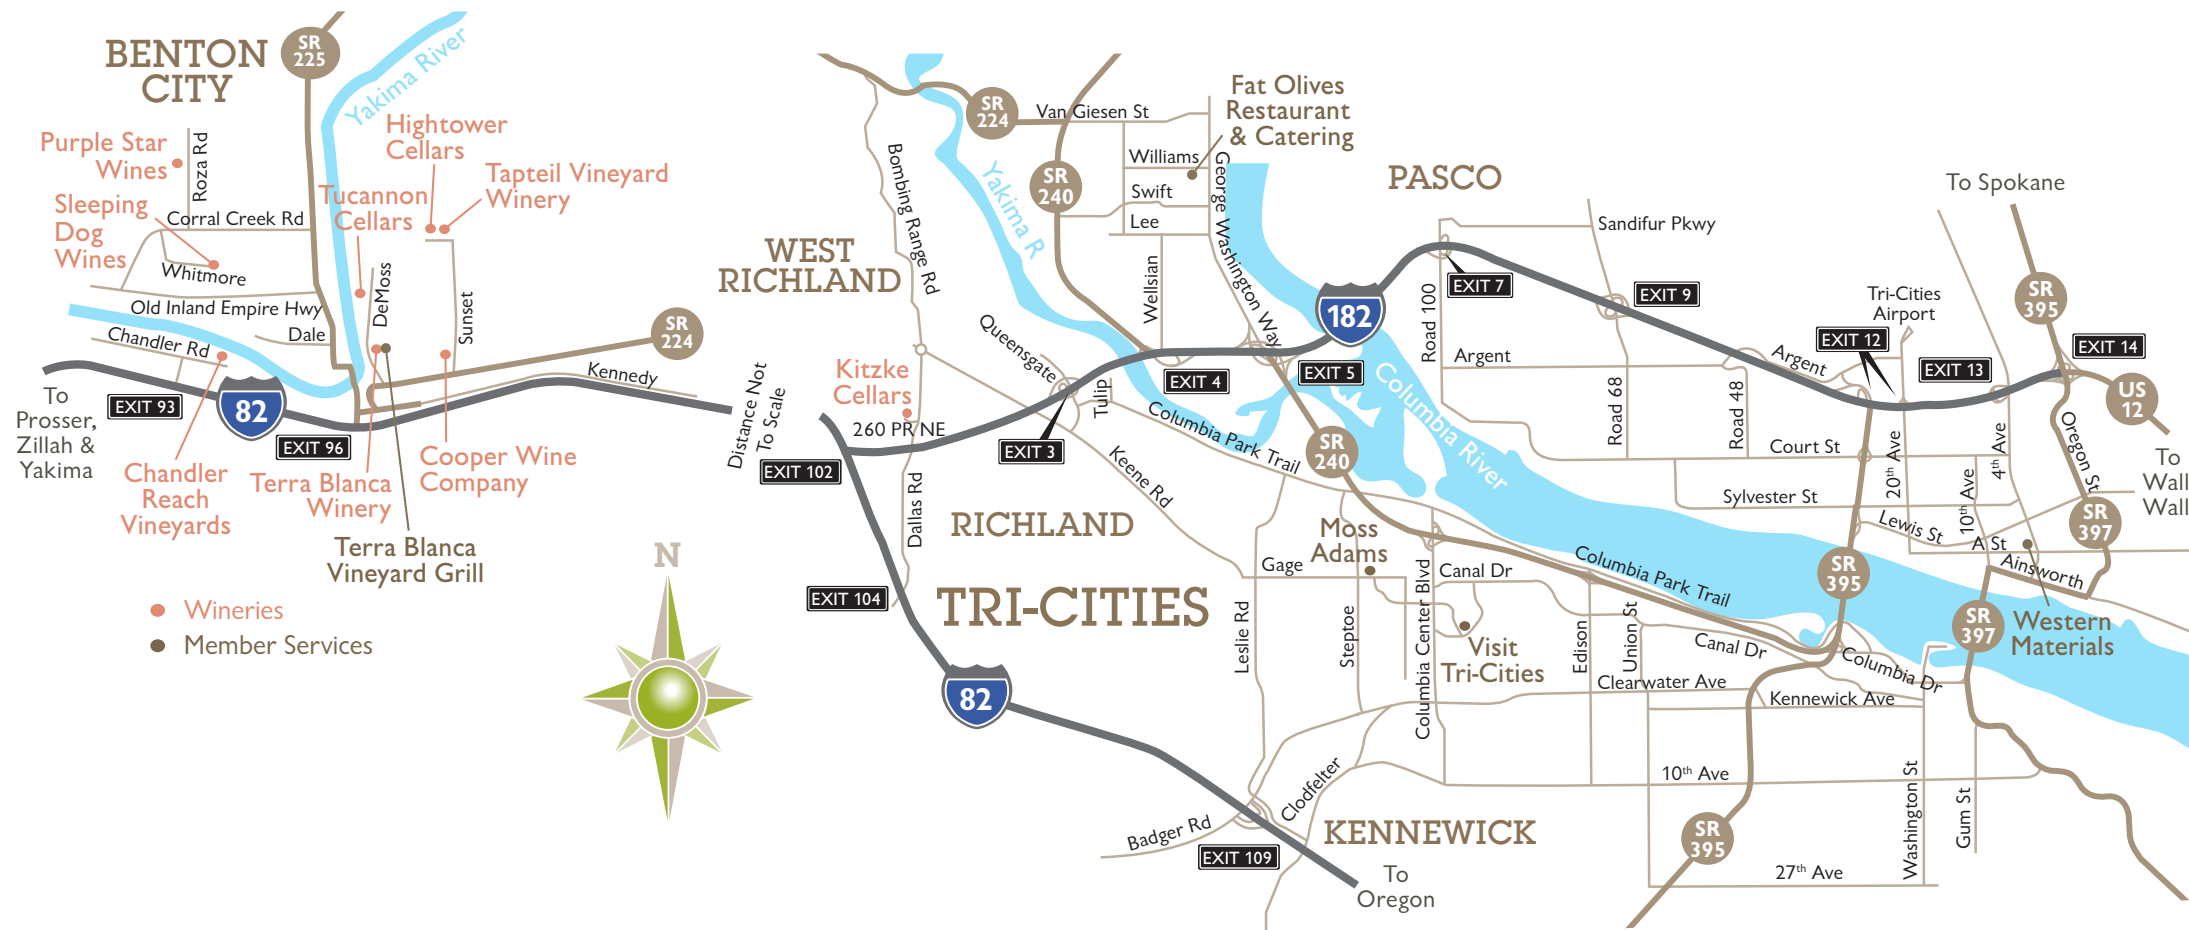 BENTON
CITY
SR
225
Yakima River
Purple Star
Wines
Roza Rd
Hightower
Cellars
Tapteil Vineyard
Winery
Tucannon
Cellars
Sleeping
Dog
Wines
Corral Creek Rd
Whitmore
Old Inland Empire Hwy
DeMoss
Sunset
Dale
Chandler Rd
SR
224
Kennedy
To
Prosser,
Zillah &
Yakima
EXIT 93
82
EXIT 96
Chandler
Reach
Vineyards
Terra Blanca
Winery
Cooper Wine
Company
Terra Blanca
Vineyard Grill
Wineries
Member Services
N
Distance Not
To Scale
WEST
RICHLAND
Bombing Range Rd
Yakima R
SR
224
Van Giesen St
SR
240
Williams
Swift
Lee
Wellsian
George Washington Way
Fat Olives
Restaurant
& Catering
PASCO
Kitzke
Cellars
260 PR NE
Queensgate
Tulip
EXIT 3
EXIT 4
EXIT 5
182
EXIT 7
EXIT 9
EXIT 12
EXIT 13
EXIT 14
EXIT 102
EXIT 104
Dallas Rd
Keene Rd
Columbia Park Trail
SR
240
Columbia River
Road 100
Sandifur Pkwy
Argent
Road 68
Road 48
Argent
Tri-Cities
Airport
To Spokane
SR
395
US
12
To
Wall
Wall
Court St
Sylvester St
20th Ave
10th Ave
4th Ave
Oregon St
SR
397
Lewis St
A St
Ainsworth
RICHLAND
TRI-CITIES
Moss
Adams
Gage
Leslie Rd
Steptoe
Columbia Center Blvd
Canal Dr
Visit
Tri-Cities
Edison
Union St
Columbia Park Trail
SR
395
SR
397
Western
Materials
Canal Dr
Columbia Dr
Clearwater Ave
Kennewick Ave
82
Clodfelter
Badger Rd
EXIT 109
KENNEWICK
To
Oregon
10th Ave
SR
395
Washington St
Gum St
27th Ave